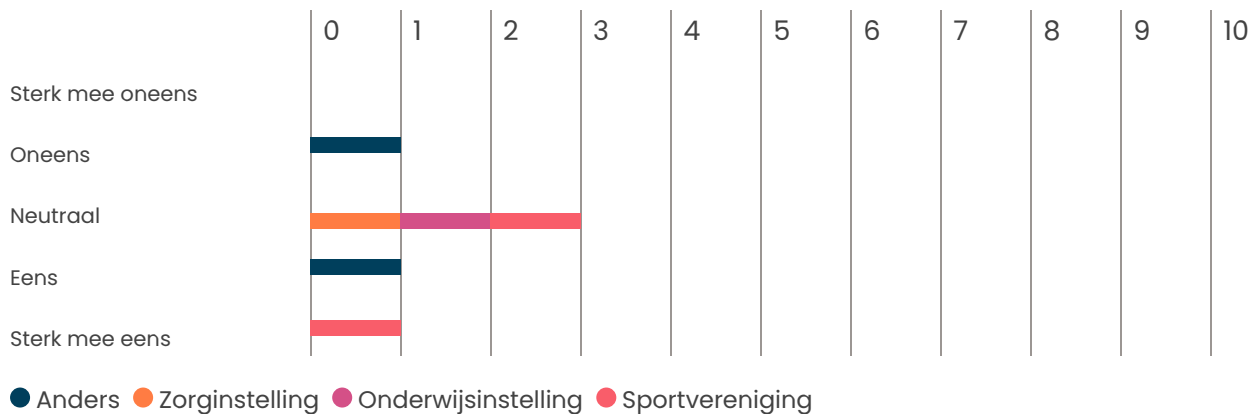 0 1 2 3 4 5 6 7 8 9 10
Sterk mee oneens
Oneens
Neutraal
Eens
Sterk mee eens
Anders Zorginstelling Onderwijsinstelling Sportvereniging